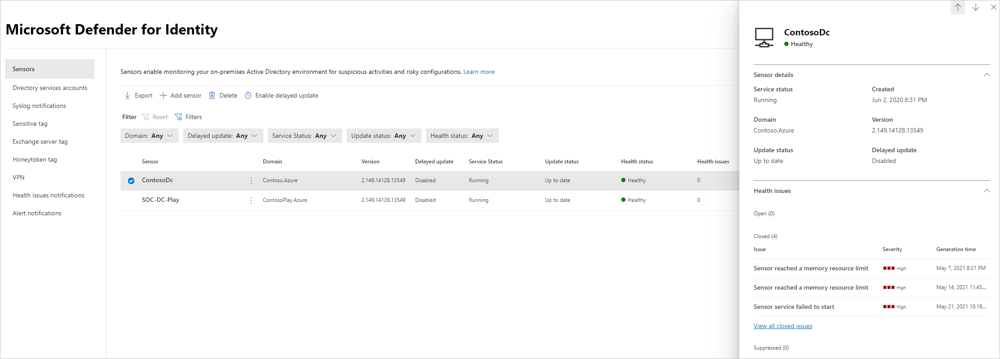 Microsoft Defender for Identity
Sensors
Directory services accounts
Syslog notifications
Sensitive tag
Exchange server tag
Honeytoken tag
VPN
Health issues notifications
Alert notifications
Sensors enable monitoring your on-premises Active Directory environment for suspicious activities and risky configurations. Learn more
Export Add sensor Delete Enable delayed update
Filter Reset Filters
Domain: Any Delayed update: Any Service Status: Any Update status: Any Health status: Any
Sensor Domain Version Delayed update Service Status Update status Health status Health issues
ContosoDc Contoso.Azure 2.149.14128.13549 Disabled Running Up to date Healthy 0
SOC-DC-Play ContosoPlay.Azure 2.149.14128.13549 Disabled Running Up to date Healthy 0
ContosoDc
Healthy
Sensor details
Service status Created
Running Jun 2, 2020 8:31 PM
Domain Version
Contoso.Azure 2.149.14128.13549
Update status Delayed update
Up to date Disabled
Health issues
Open (0)
Closed (4)
Issue Severity Generation time
Sensor reached a memory resource limit High May 7, 2021 8:31 PM
Sensor reached a memory resource limit High May 14, 2021 11:45...
Sensor service failed to start High May 21, 2021 10:18...
View all closed issues
Suppressed (0)